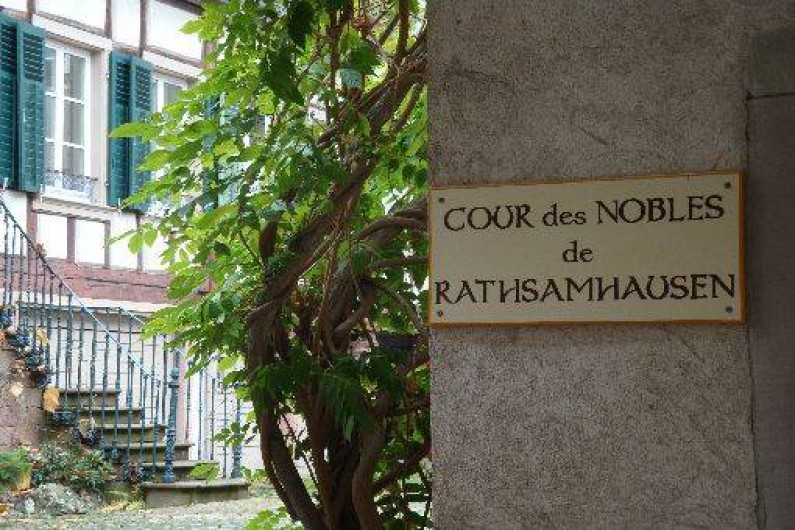 COUR des NOBLES
de
RATHSAMHAUSEN